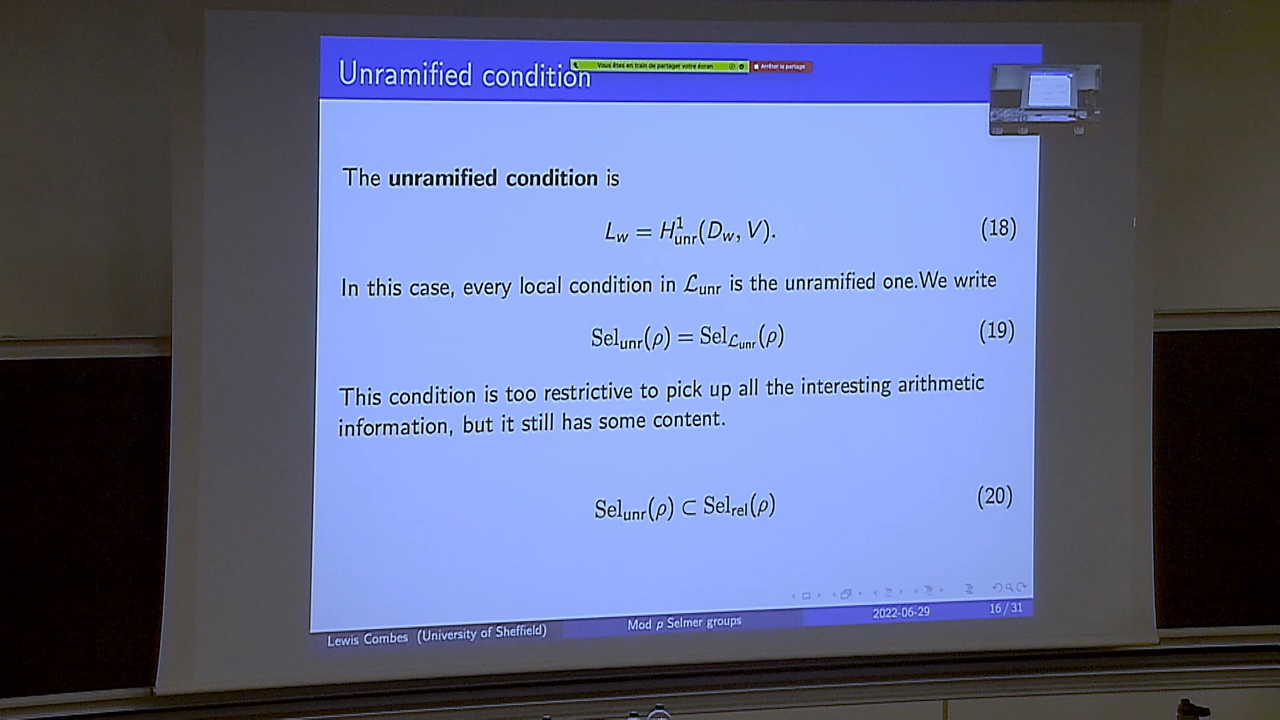 Unramified condition
Vous êtes en train de partager votre écran
Arrêter le partage
The unramified condition is
L_w = H^1_unr(D_w, V). (18)
In this case, every local condition in ℒ_unr is the unramified one.We write
Sel_unr(ρ) = Sel_ℒ_unr(ρ) (19)
This condition is too restrictive to pick up all the interesting arithmetic
information, but it still has some content.
Sel_unr(ρ) ⊂ Sel_rel(ρ) (20)
Lewis Combes (University of Sheffield) Mod p Selmer groups 2022-06-29 16 / 31